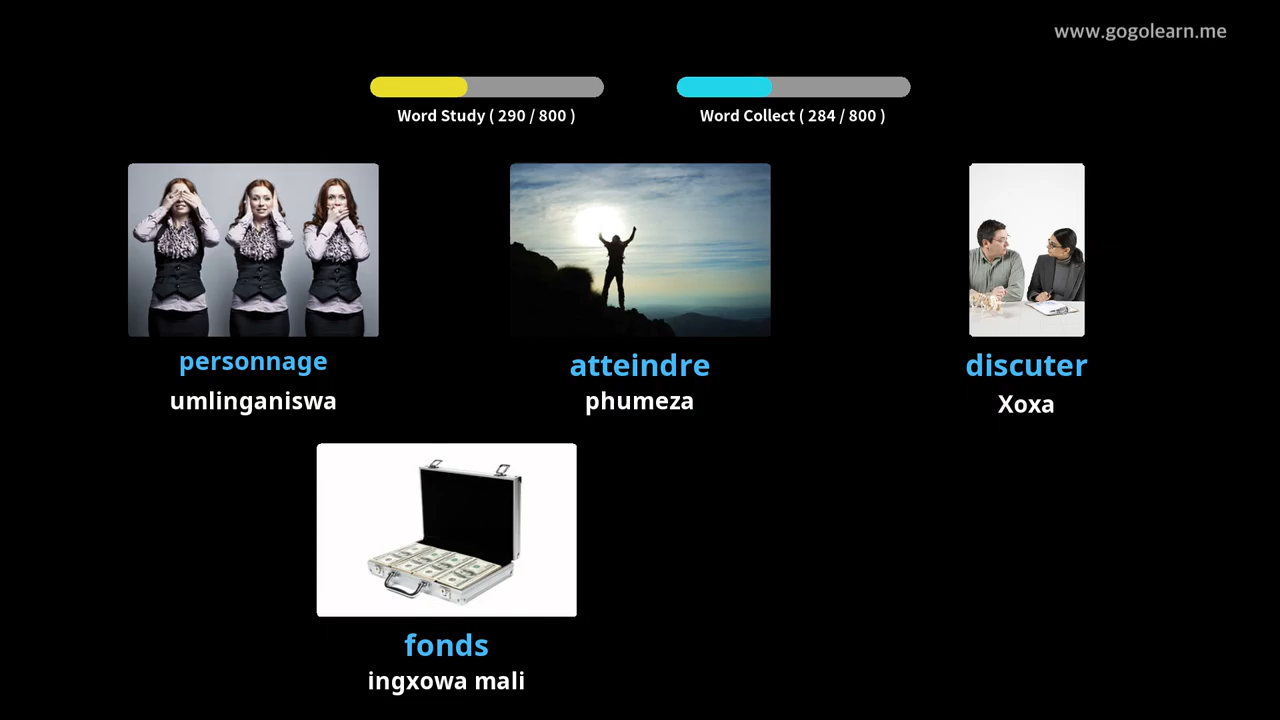 www.gogolearn.me
Word Study ( 290 / 800 )
Word Collect ( 284 / 800 )
personnage
umlinganiswa
atteindre
phumeza
discuter
Xoxa
fonds
ingxowa mali